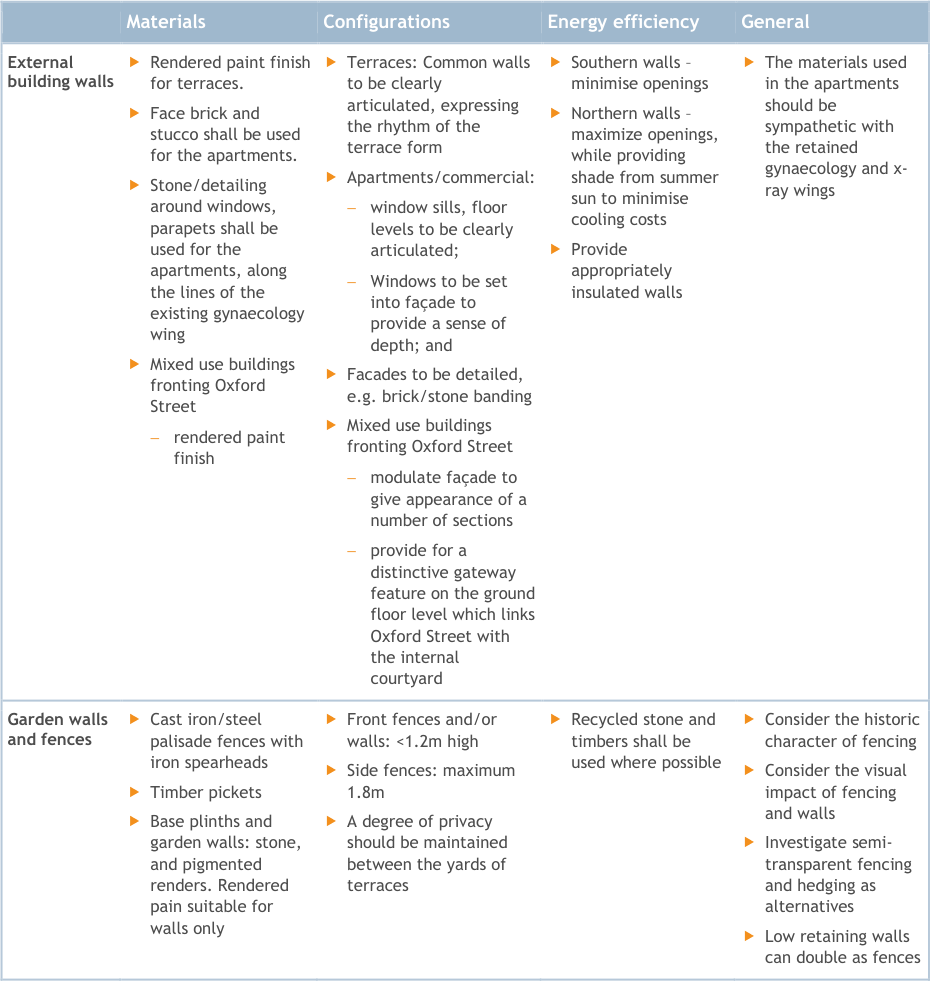 Materials
Configurations
Energy efficiency
General
External
building walls
Rendered paint finish
for terraces.
Face brick and
stucco shall be used
for the apartments.
Stone/detailing
around windows,
parapets shall be
used for the
apartments, along
the lines of the
existing gynaecology
wing
Mixed use buildings
fronting Oxford
Street
– rendered paint
finish
Terraces: Common walls
to be clearly
articulated, expressing
the rhythm of the
terrace form
Apartments/commercial:
– window sills, floor
levels to be clearly
articulated;
– Windows to be set
into façade to
provide a sense of
depth; and
Facades to be detailed,
e.g. brick/stone banding
Mixed use buildings
fronting Oxford Street
– modulate façade to
give appearance of a
number of sections
– provide for a
distinctive gateway
feature on the ground
floor level which links
Oxford Street with
the internal
courtyard
Southern walls –
minimise openings
Northern walls –
maximize openings,
while providing
shade from summer
sun to minimise
cooling costs
Provide
appropriately
insulated walls
The materials used
in the apartments
should be
sympathetic with
the retained
gynaecology and x-
ray wings
Garden walls
and fences
Cast iron/steel
palisade fences with
iron spearheads
Timber pickets
Base plinths and
garden walls: stone,
and pigmented
renders. Rendered
pain suitable for
walls only
Front fences and/or
walls: <1.2m high
Side fences: maximum
1.8m
A degree of privacy
should be maintained
between the yards of
terraces
Recycled stone and
timbers shall be
used where possible
Consider the historic
character of fencing
Consider the visual
impact of fencing
and walls
Investigate semi-
transparent fencing
and hedging as
alternatives
Low retaining walls
can double as fences